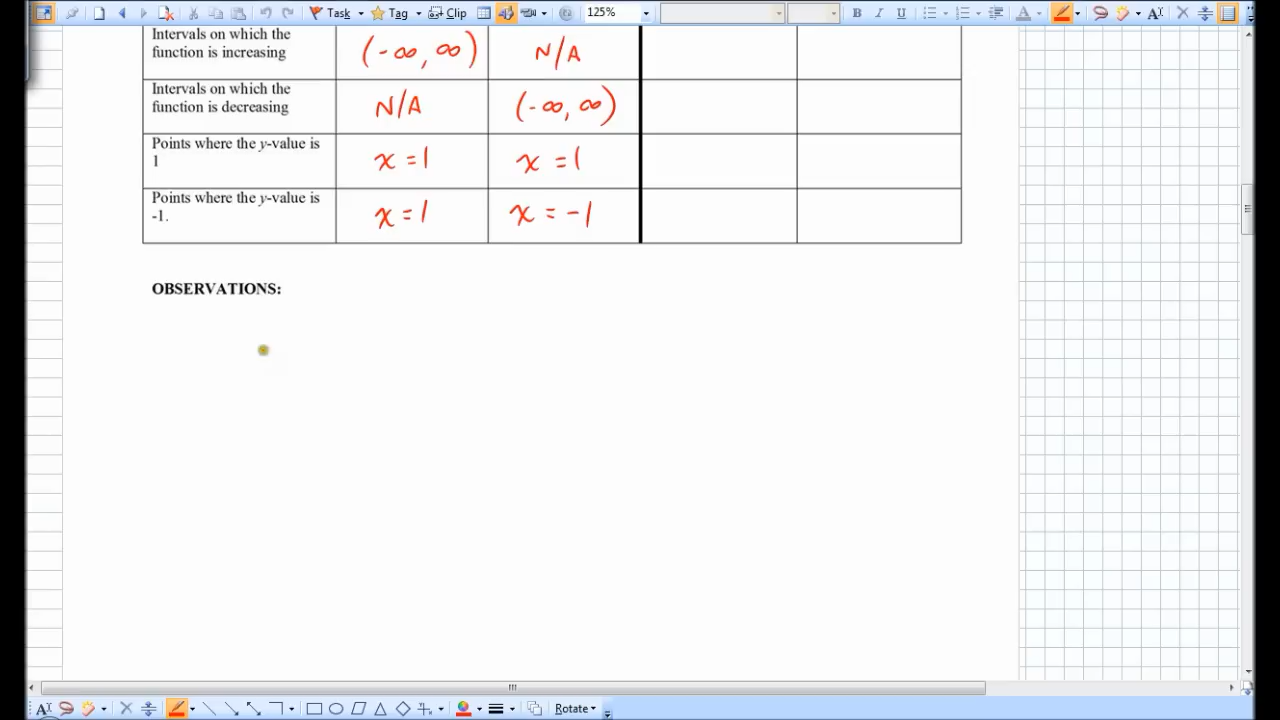 Task Tag Clip 125% B I U A
Intervals on which the function is increasing (-∞, ∞) N/A
Intervals on which the function is decreasing N/A (-∞, ∞)
Points where the y-value is 1 x = 1 x = 1
Points where the y-value is -1. x = 1 x = -1
OBSERVATIONS:
Rotate